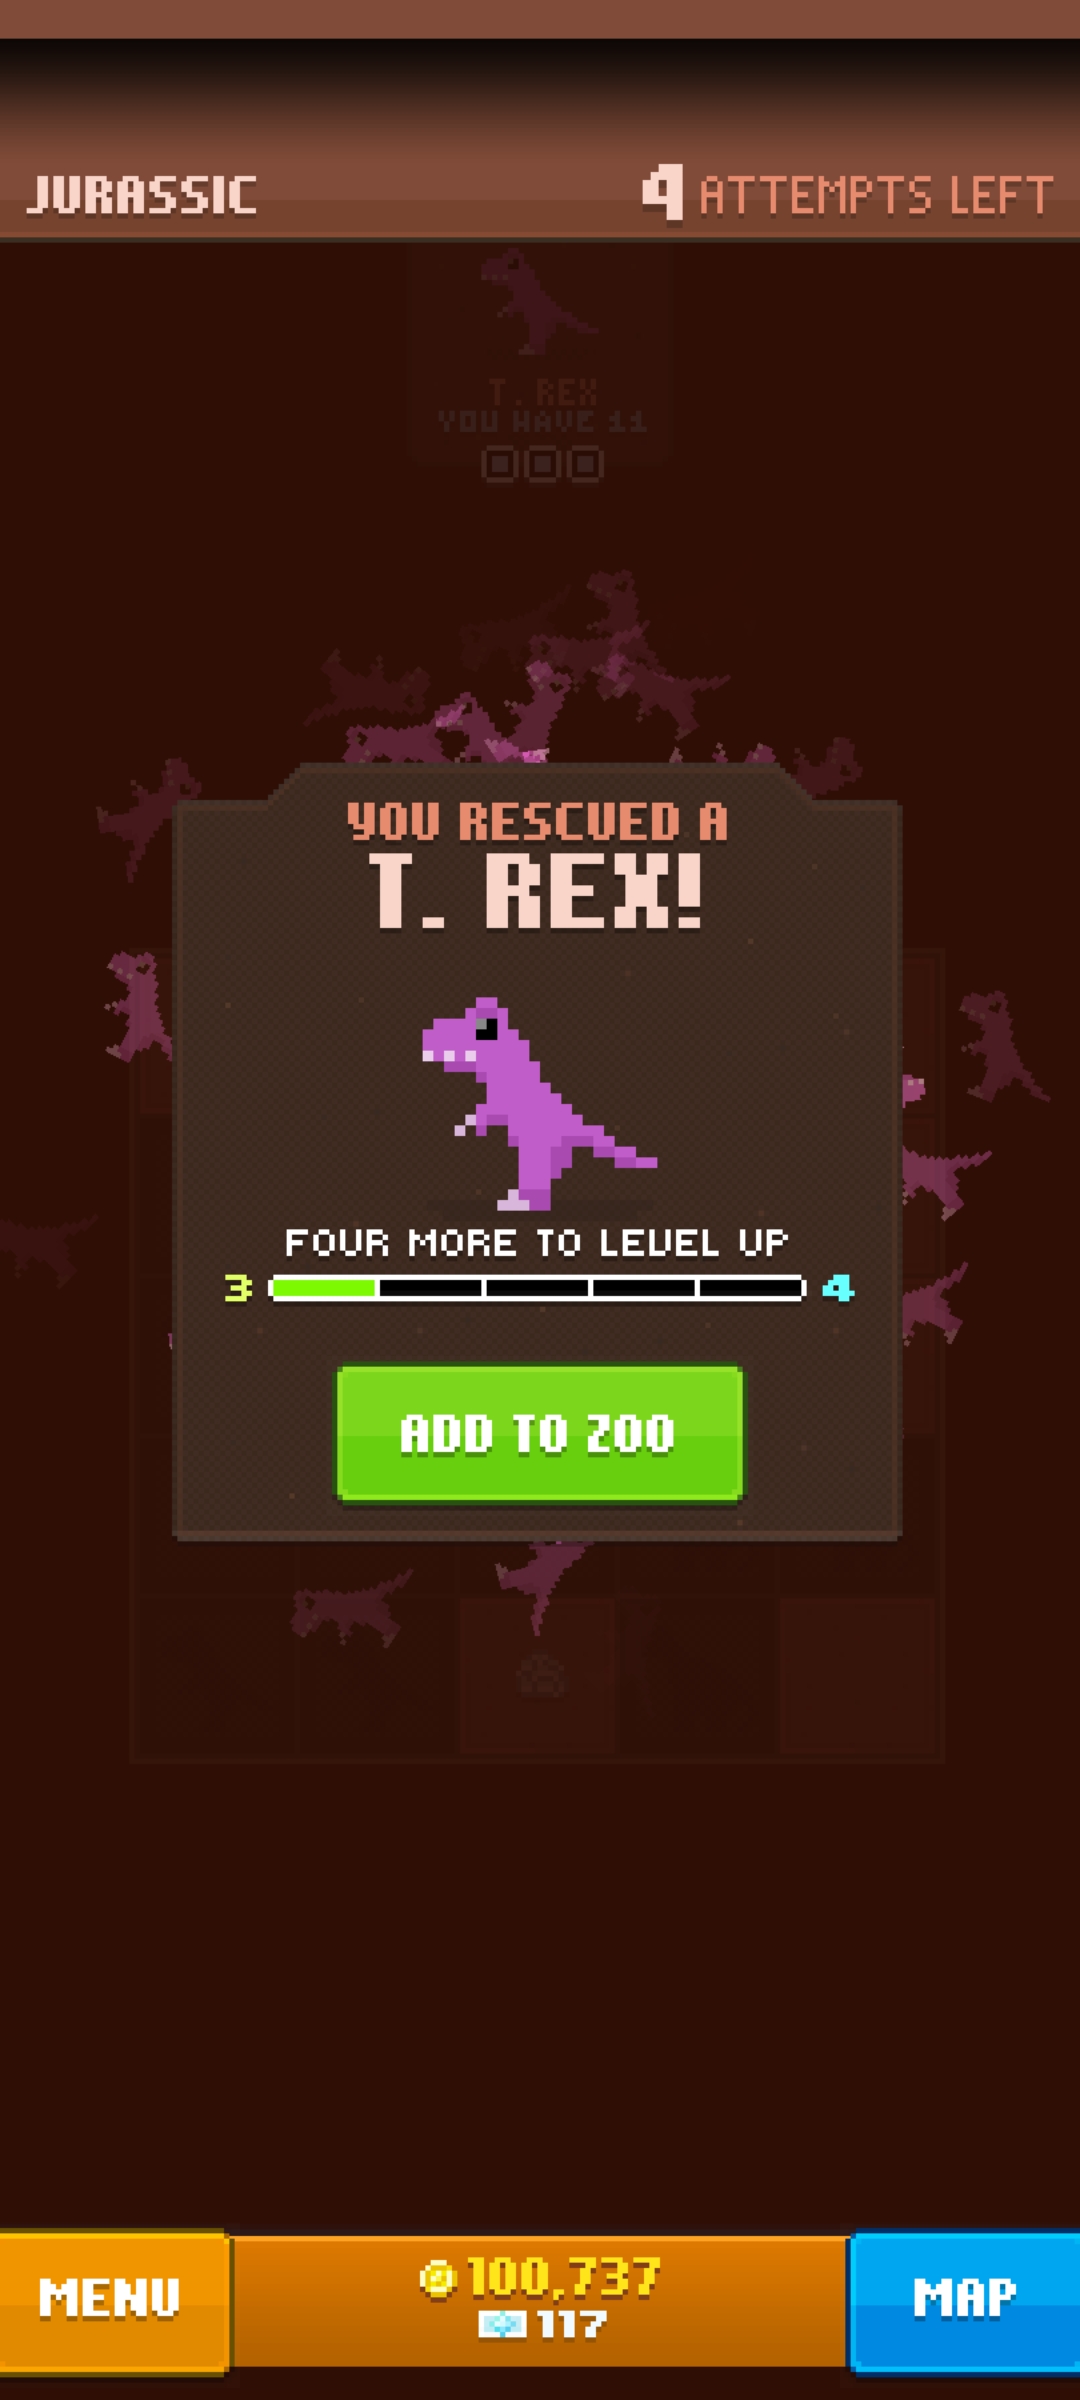 JURASSIC
4 ATTEMPTS LEFT
T. REX
YOU HAVE 11
YOU RESCUED A
T. REX!
FOUR MORE TO LEVEL UP
3
4
ADD TO ZOO
MENU
100,737
117
MAP